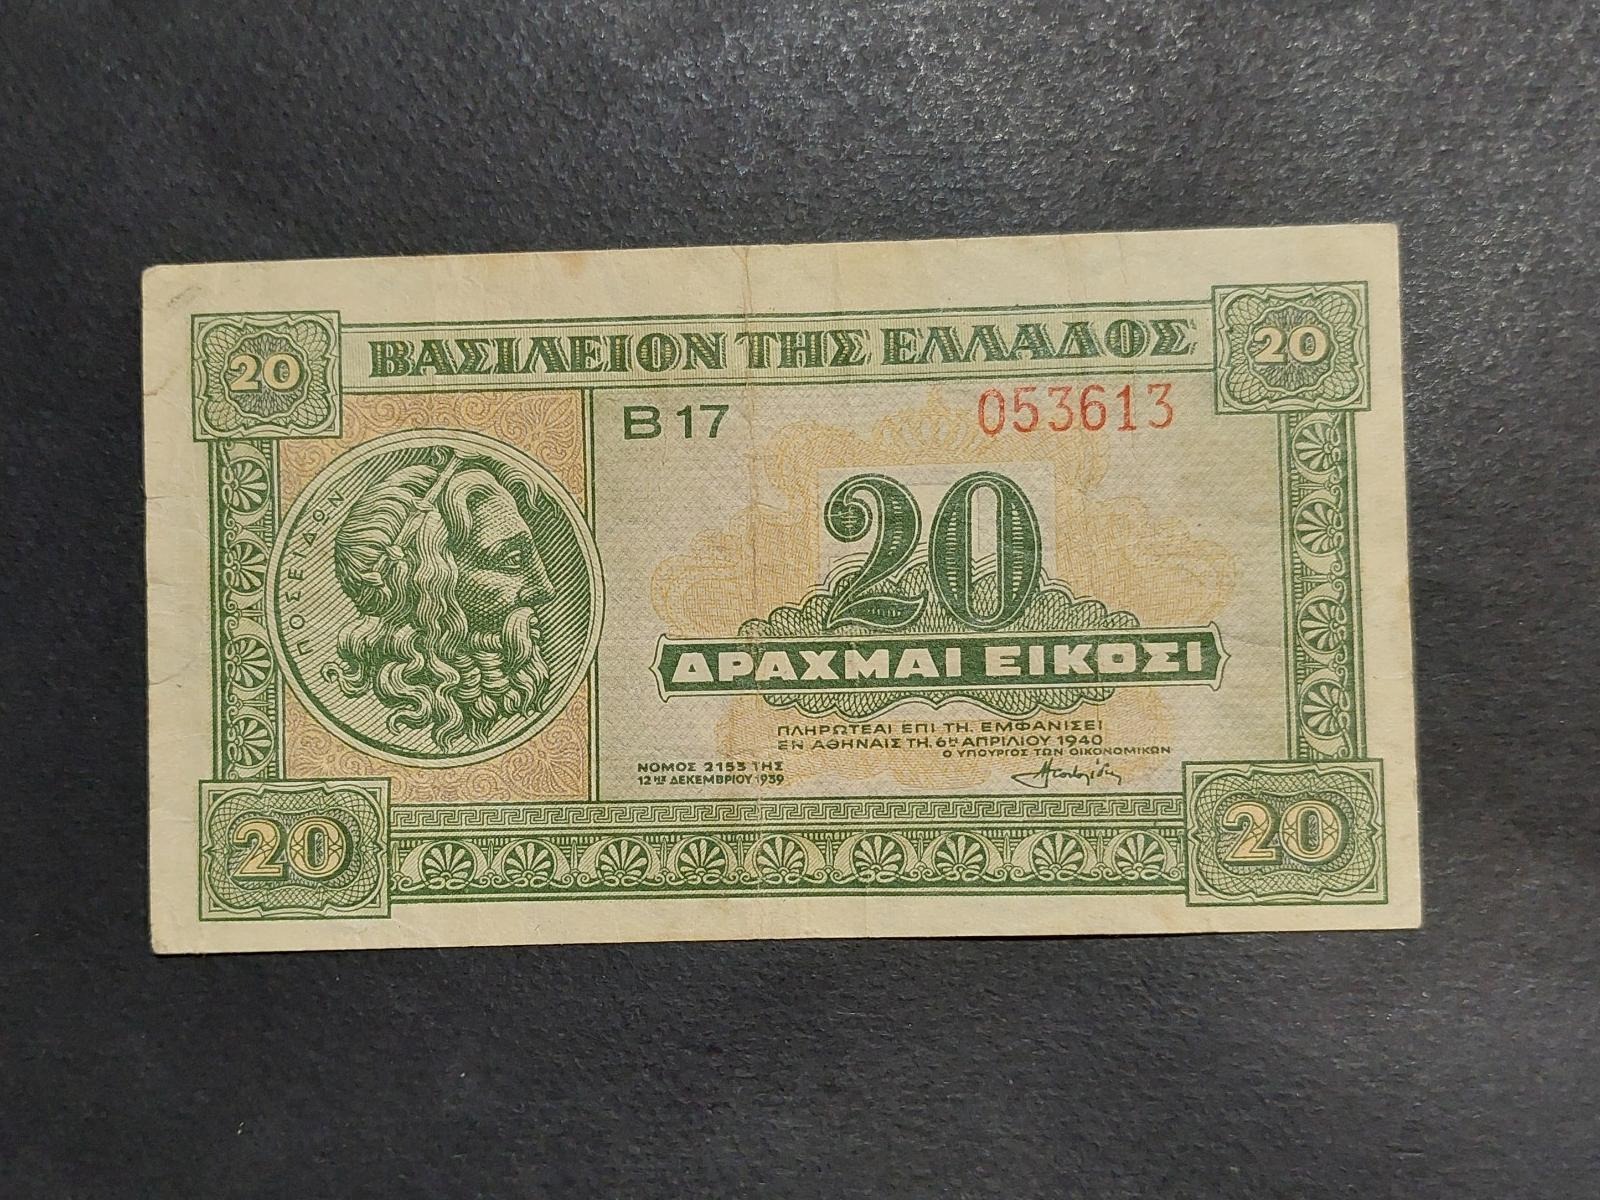 20 ΒΑΣΙΛΕΙΟΝ ΤΗΣ ΕΛΛΑΔΟΣ 20
Β 17 053613
ΠΟΣΕΙΔΩΝ
20
ΔΡΑΧΜΑΙ ΕΙΚΟΣΙ
ΠΛΗΡΩΤΕΑΙ ΕΠΙ ΤΗ. ΕΜΦΑΝΙΣΕΙ
ΕΝ ΑΘΗΝΑΙΣ ΤΗ. 6ῃ ΑΠΡΙΛΙΟΥ 1940
Ο ΥΠΟΥΡΓΟΣ ΤΩΝ ΟΙΚΟΝΟΜΙΚΩΝ
ΝΟΜΟΣ 2153 ΤΗΣ
12ΗΣ ΔΕΚΕΜΒΡΙΟΥ 1939
20 20